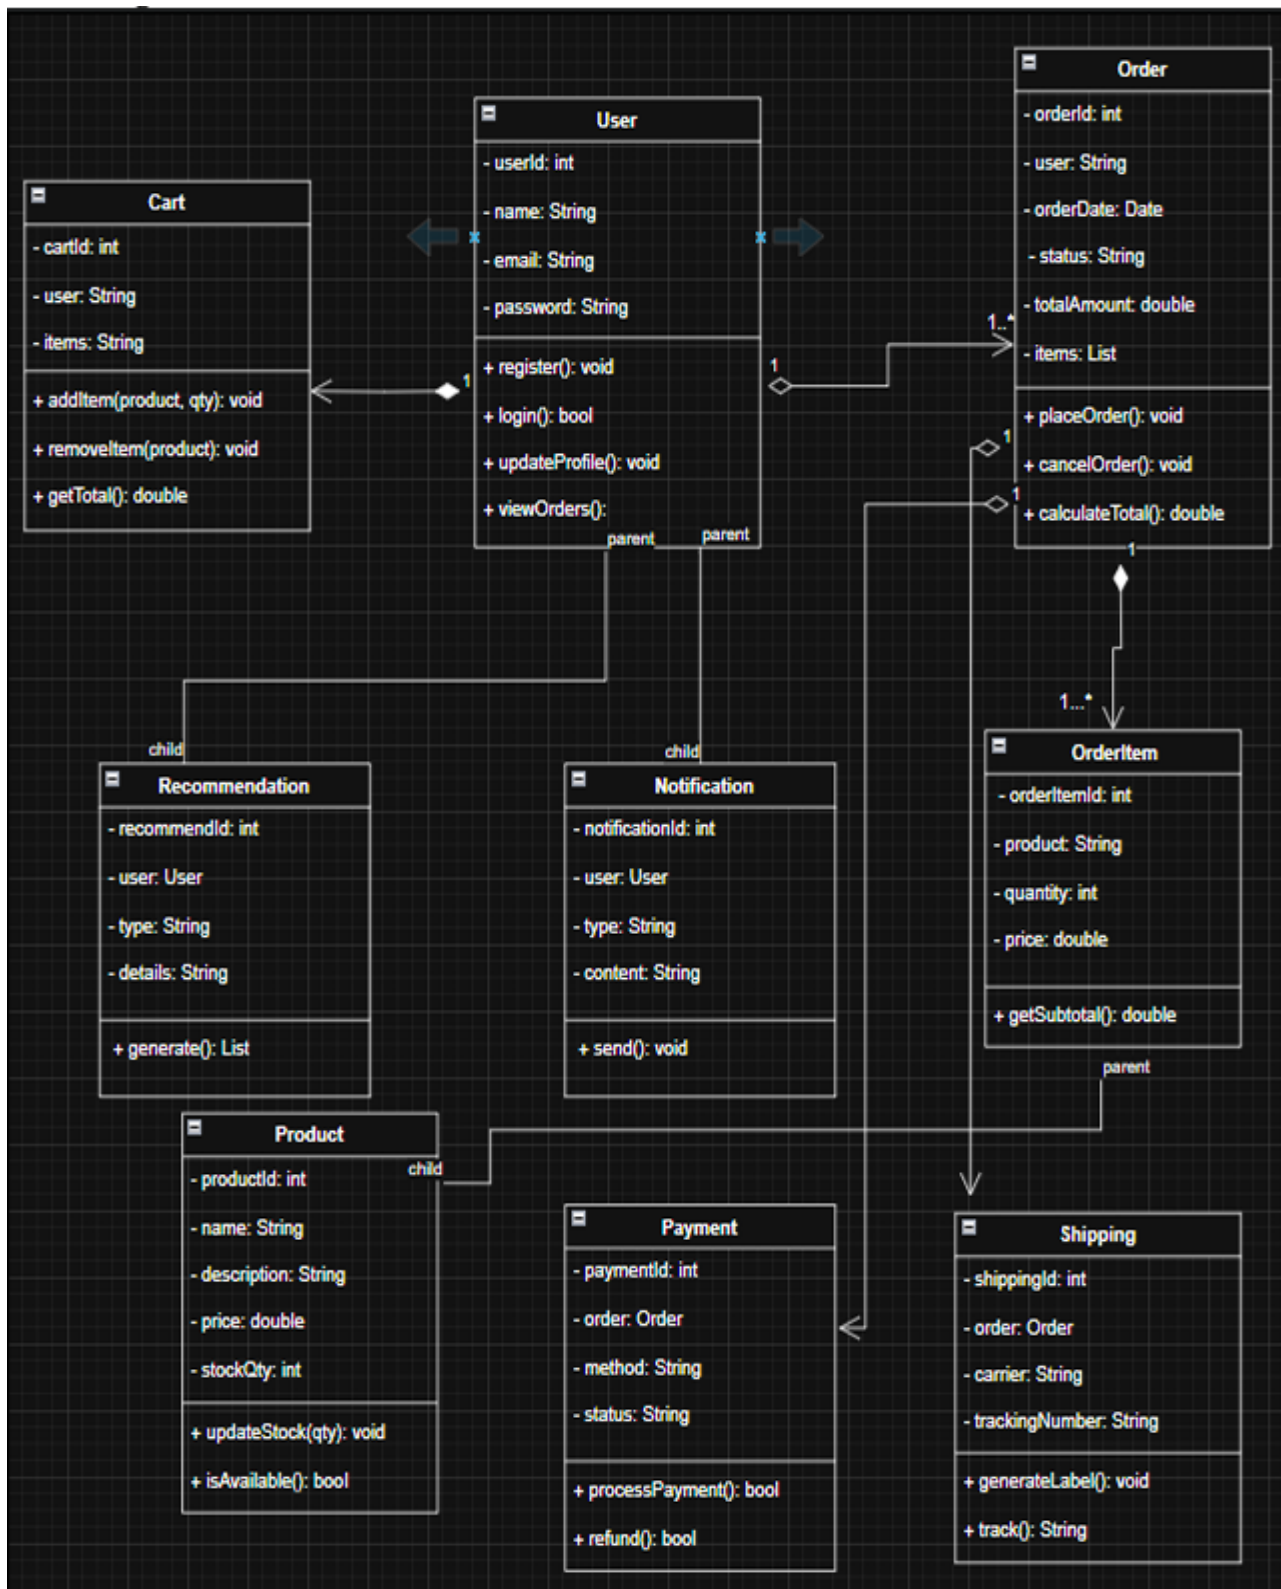 Order
- orderId: int
- user: String
- orderDate: Date
- status: String
- totalAmount: double
- items: List
+ placeOrder(): void
+ cancelOrder(): void
+ calculateTotal(): double
User
- userId: int
- name: String
- email: String
- password: String
+ register(): void
+ login(): bool
+ updateProfile(): void
+ viewOrders():
Cart
- cartId: int
- user: String
- items: String
+ addItem(product, qty): void
+ removeItem(product): void
+ getTotal(): double
1
1
1..*
1
1
1
1...*
parent
parent
child
child
Recommendation
- recommendId: int
- user: User
- type: String
- details: String
+ generate(): List
Notification
- notificationId: int
- user: User
- type: String
- content: String
+ send(): void
OrderItem
- orderItemId: int
- product: String
- quantity: int
- price: double
+ getSubtotal(): double
parent
child
Product
- productId: int
- name: String
- description: String
- price: double
- stockQty: int
+ updateStock(qty): void
+ isAvailable(): bool
Payment
- paymentId: int
- order: Order
- method: String
- status: String
+ processPayment(): bool
+ refund(): bool
Shipping
- shippingId: int
- order: Order
- carrier: String
- trackingNumber: String
+ generateLabel(): void
+ track(): String